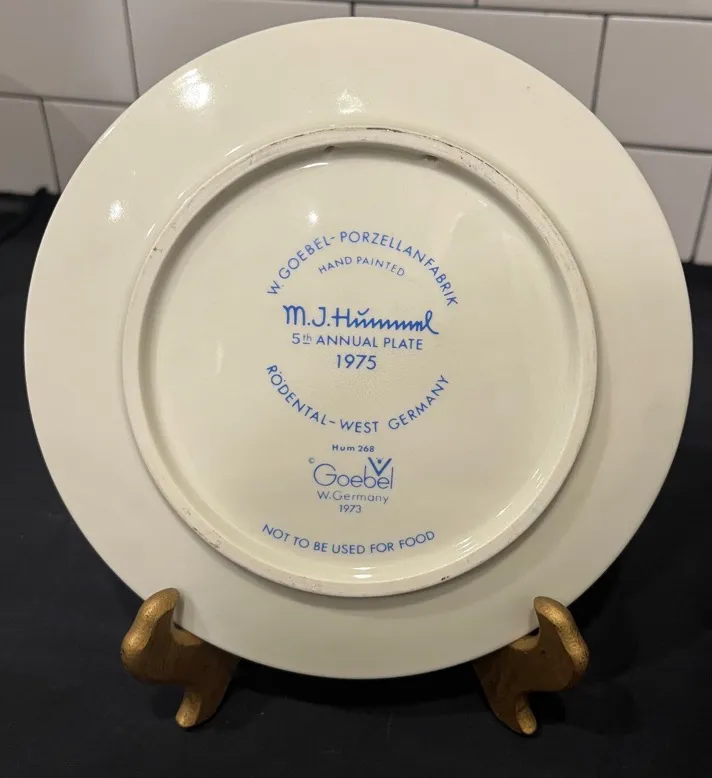 W. GOEBEL-PORZELLANFABRIK
HAND PAINTED
M.J.Hummel
5th ANNUAL PLATE
1975
RÖDENTAL-WEST GERMANY
Hum 268
© Goebel
W.Germany
1973
NOT TO BE USED FOR FOOD